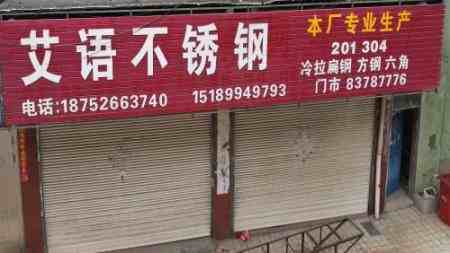 艾语不锈钢
电话:18752663740 15189949793
本厂专业生产
201 304
冷拉扁钢 方钢 六角
门市 83787776